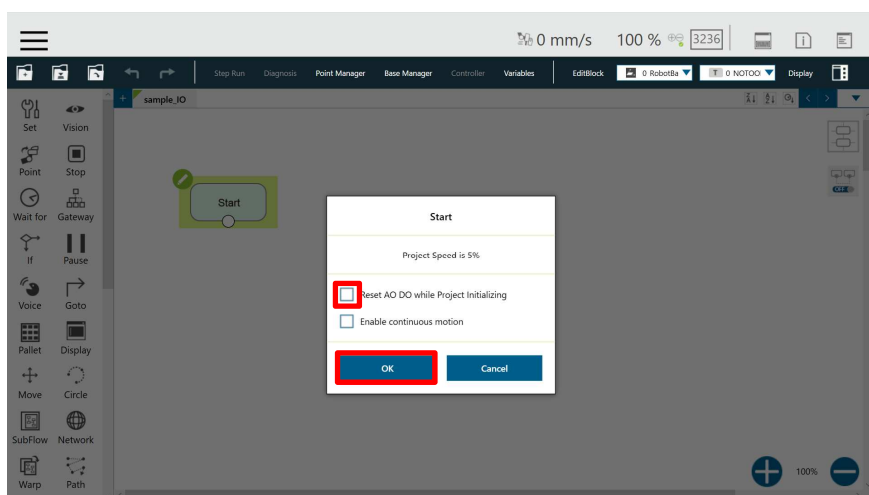 0 mm/s 100 % 3236
Step Run Diagnosis Point Manager Base Manager Controller Variables EditBlock 0 RobotBa T 0 NOTOO Display
+ sample_IO
Set Vision
Point Stop
Wait for Gateway
If Pause
Voice Goto
Pallet Display
Move Circle
SubFlow Network
Warp Path
Start
OFF
Start
Project Speed is 5%
Reset AO DO while Project Initializing
Enable continuous motion
OK Cancel
100%